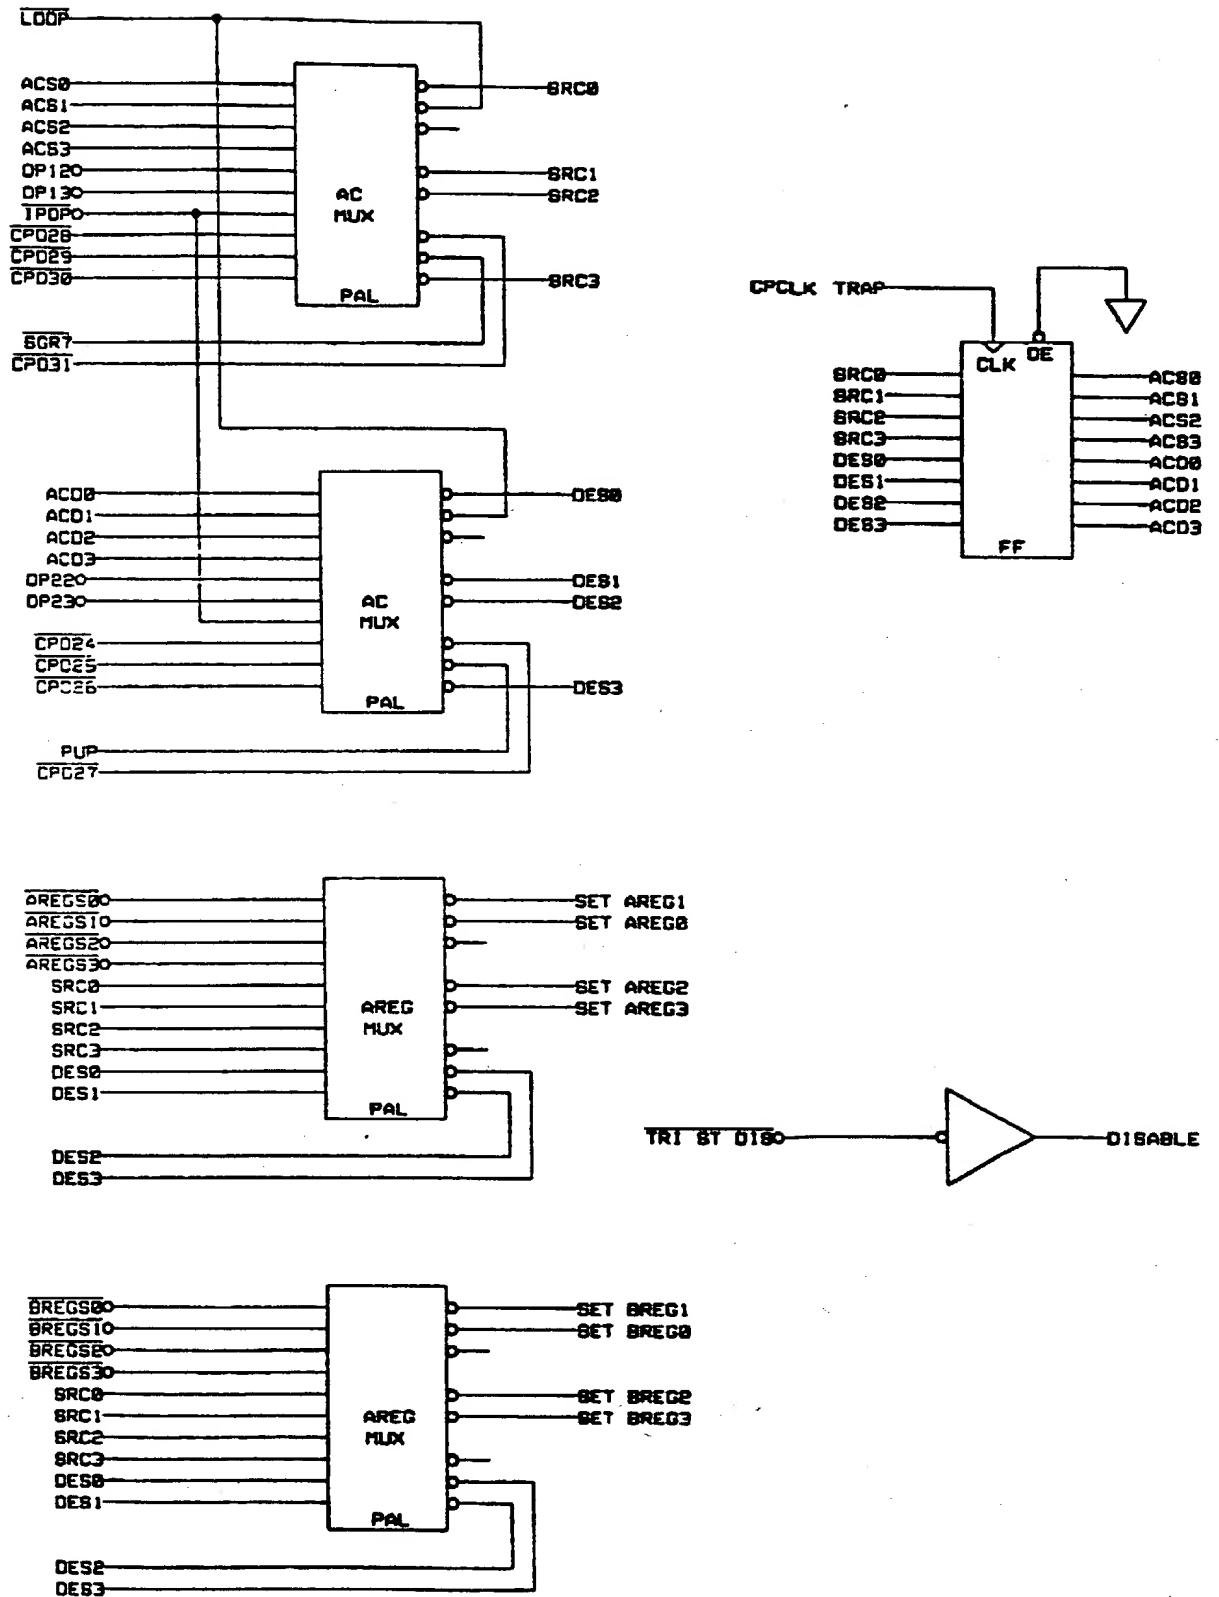 LOOP
ACS0
ACS1
ACS2
ACS3
OP12
OP13
IPOP
CPD28
CPD29
CPD30
AC
MUX
PAL
SRC0
SRC1
SRC2
SRC3
SGR7
CPD31
ACD0
ACD1
ACD2
ACD3
OP22
OP23
CPD24
CPD25
CPD26
AC
MUX
PAL
DES0
DES1
DES2
DES3
PUP
CPD27
CPCLK TRAP
CLK
OE
SRC0
SRC1
SRC2
SRC3
DES0
DES1
DES2
DES3
FF
ACS0
ACS1
ACS2
ACS3
ACD0
ACD1
ACD2
ACD3
AREGS0
AREGS1
AREGS2
AREGS3
SRC0
SRC1
SRC2
SRC3
DES0
DES1
AREG
MUX
PAL
SET AREG1
SET AREG0
SET AREG2
SET AREG3
DES2
DES3
TRI ST DIS
DISABLE
BREGS0
BREGS1
BREGS2
BREGS3
SRC0
SRC1
SRC2
SRC3
DES0
DES1
AREG
MUX
PAL
SET BREG1
SET BREG0
SET BREG2
SET BREG3
DES2
DES3